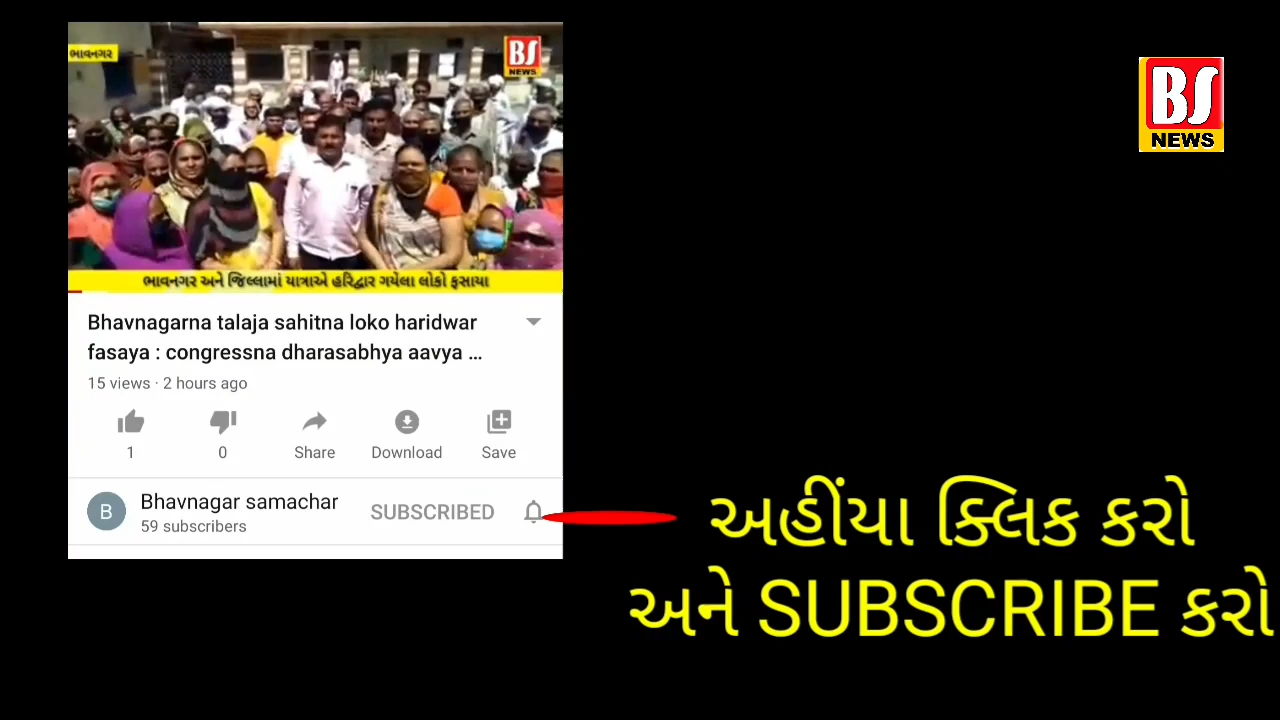 ભાવનગર
BS
NEWS
BS
NEWS
ભાવનગર અને જિલ્લામાં યાત્રાએ હરિદ્વાર ગયેલા લોકો ફસાયા
Bhavnagarna talaja sahitna loko haridwar
fasaya : congressna dharasabhya aavya ...
15 views · 2 hours ago
1
0
Share
Download
Save
B
Bhavnagar samachar
59 subscribers
SUBSCRIBED
અહીંયા ક્લિક કરો
અને SUBSCRIBE કરો